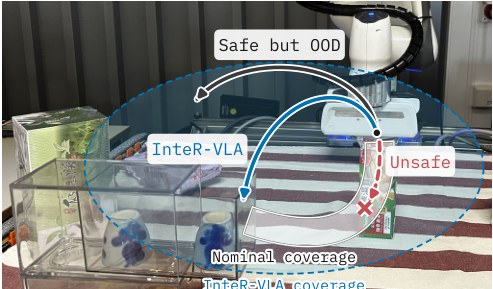 Safe but OOD
InteR-VLA
Unsafe
Nominal coverage
InteR-VLA coverage